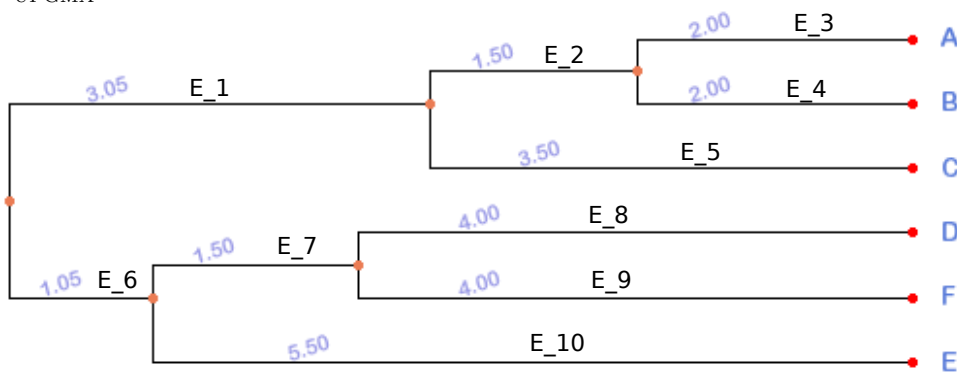 2.00 E_3 A
1.50 E_2
2.00 E_4 B
3.05 E_1
3.50 E_5 C
4.00 E_8 D
1.50 E_7
1.05 E_6 4.00 E_9 F
5.50 E_10 E